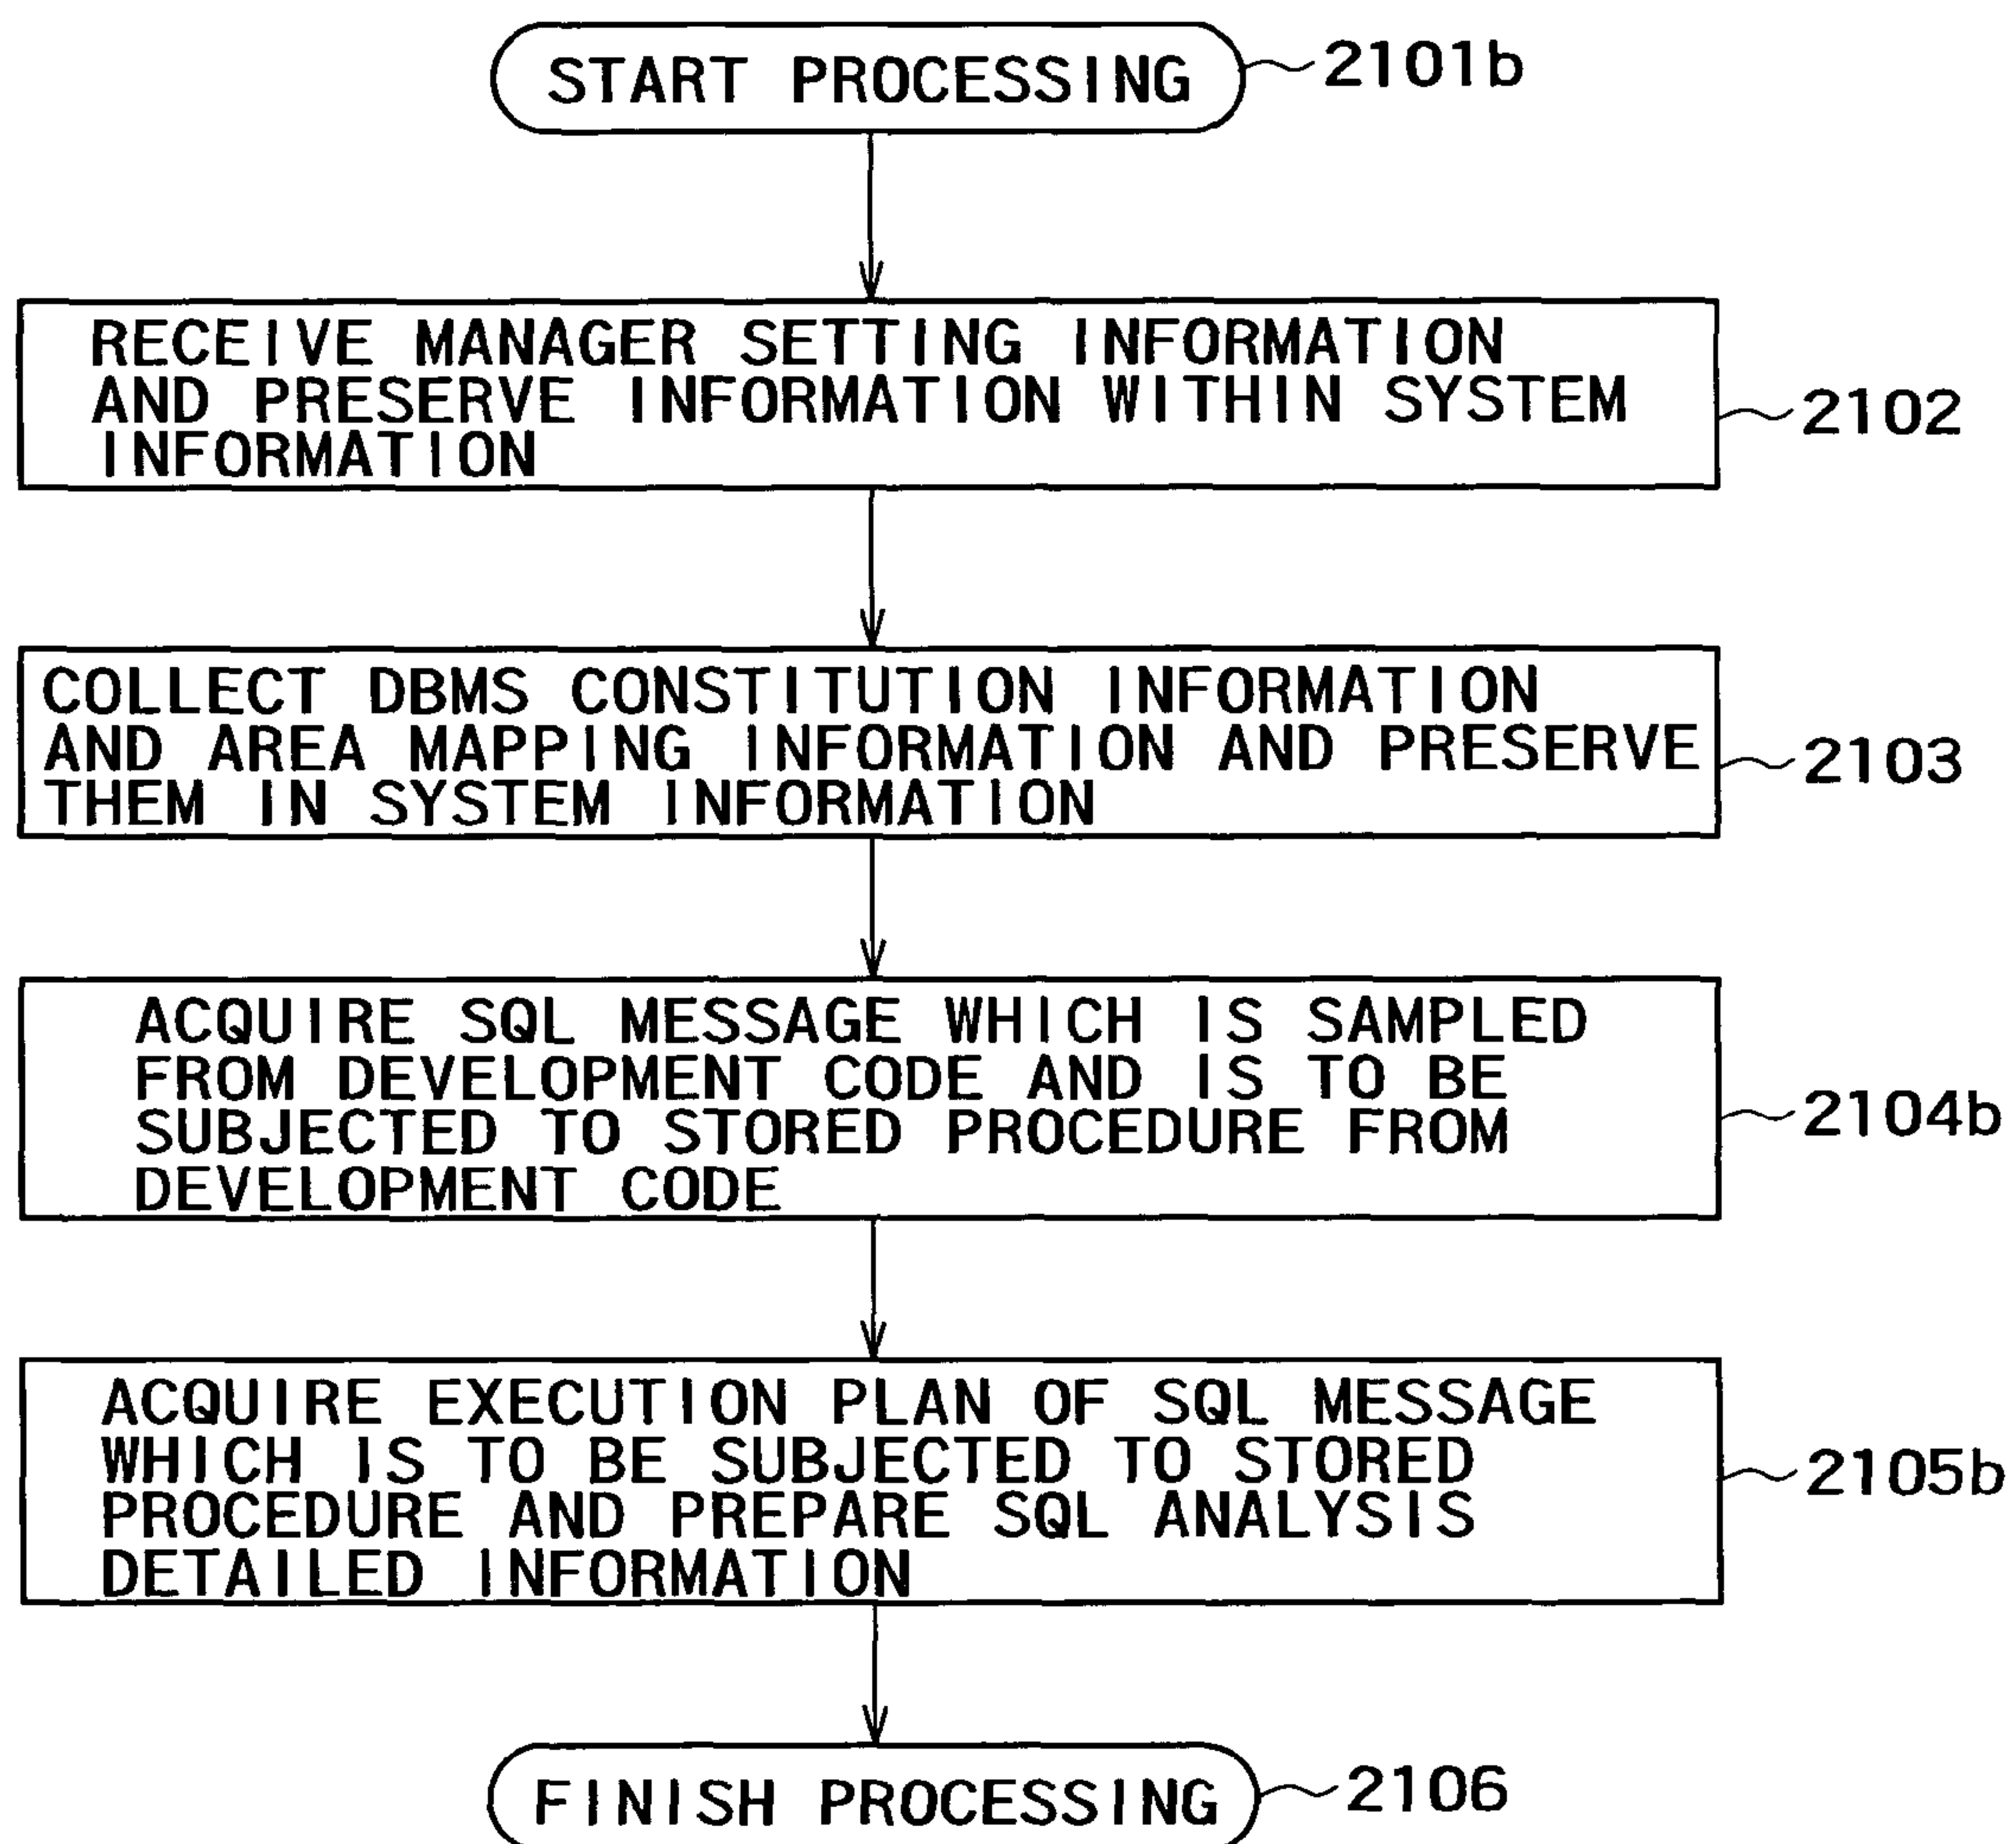 START PROCESSING
2101b
RECEIVE MANAGER SETTING INFORMATION
AND PRESERVE INFORMATION WITHIN SYSTEM
INFORMATION
2102
COLLECT DBMS CONSTITUTION INFORMATION
AND AREA MAPPING INFORMATION AND PRESERVE
THEM IN SYSTEM INFORMATION
2103
ACQUIRE SQL MESSAGE WHICH IS SAMPLED
FROM DEVELOPMENT CODE AND IS TO BE
SUBJECTED TO STORED PROCEDURE FROM
DEVELOPMENT CODE
2104b
ACQUIRE EXECUTION PLAN OF SQL MESSAGE
WHICH IS TO BE SUBJECTED TO STORED
PROCEDURE AND PREPARE SQL ANALYSIS
DETAILED INFORMATION
2105b
FINISH PROCESSING
2106